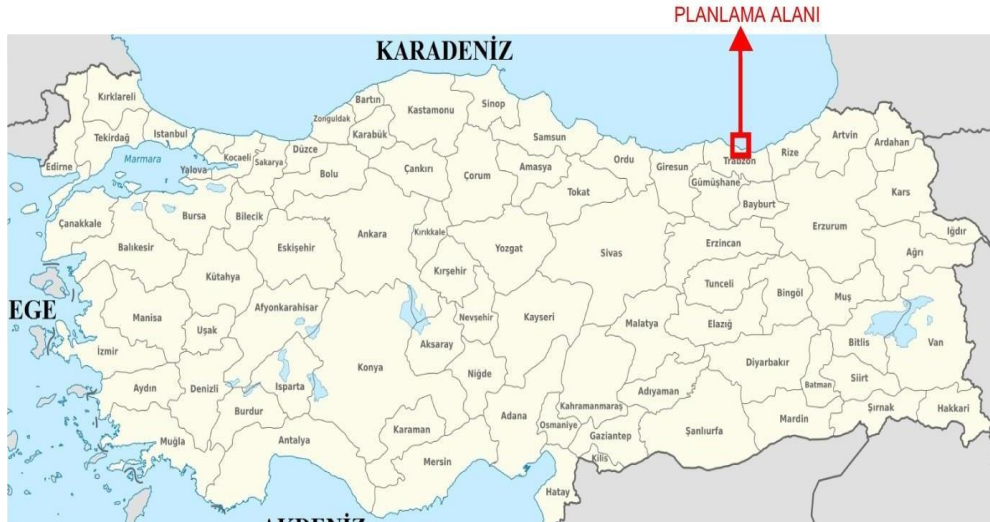 PLANLAMA ALANI
KARADENİZ
Kırklareli
Edirne
Tekirdağ
İstanbul
Marmara
Yalova
Kocaeli
Sakarya
Düzce
Zonguldak
Bartın
Karabük
Kastamonu
Sinop
Samsun
Ordu
Giresun
Trabzon
Rize
Artvin
Ardahan
Gümüşhane
Bayburt
Kars
Iğdır
Ağrı
Erzurum
Erzincan
Çanakkale
Balıkesir
Bursa
Bilecik
Bolu
Çankırı
Çorum
Amasya
Tokat
Eskişehir
Ankara
Kırıkkale
Yozgat
Sivas
Kütahya
Kırşehir
Tunceli
Bingöl
Muş
EGE
Manisa
Uşak
Afyonkarahisar
Nevşehir
Kayseri
Malatya
Elazığ
Bitlis
Van
İzmir
Aksaray
Konya
Niğde
Diyarbakır
Siirt
Batman
Aydın
Denizli
Isparta
Burdur
Adıyaman
Kahramanmaraş
Şırnak
Hakkari
Mardin
Şanlıurfa
Muğla
Antalya
Karaman
Mersin
Adana
Osmaniye
Gaziantep
Kilis
Hatay
AKDENİZ